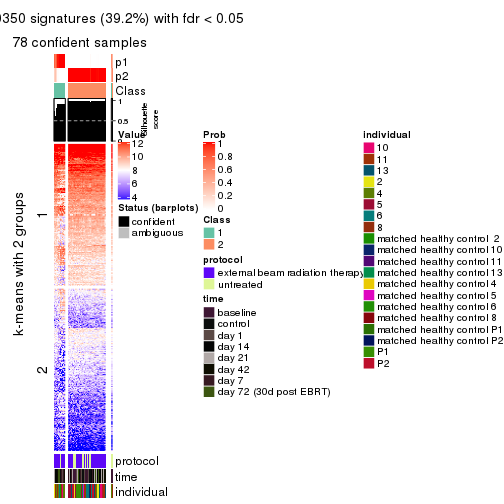 0350 signatures (39.2%) with fdr < 0.05
78 confident samples
p1
p2
Class
1
0.5
0
Silhouette
score
k-means with 2 groups
1
2
protocol
time
individual
Value
12
10
8
6
4
Status (barplots)
confident
ambiguous
Prob
1
0.8
0.6
0.4
0.2
0
Class
1
2
protocol
external beam radiation therapy
untreated
time
baseline
control
day 1
day 14
day 21
day 42
day 7
day 72 (30d post EBRT)
individual
10
11
13
2
4
5
6
8
matched healthy control 2
matched healthy control 10
matched healthy control 11
matched healthy control 13
matched healthy control 4
matched healthy control 5
matched healthy control 6
matched healthy control 8
matched healthy control P1
matched healthy control P2
P1
P2